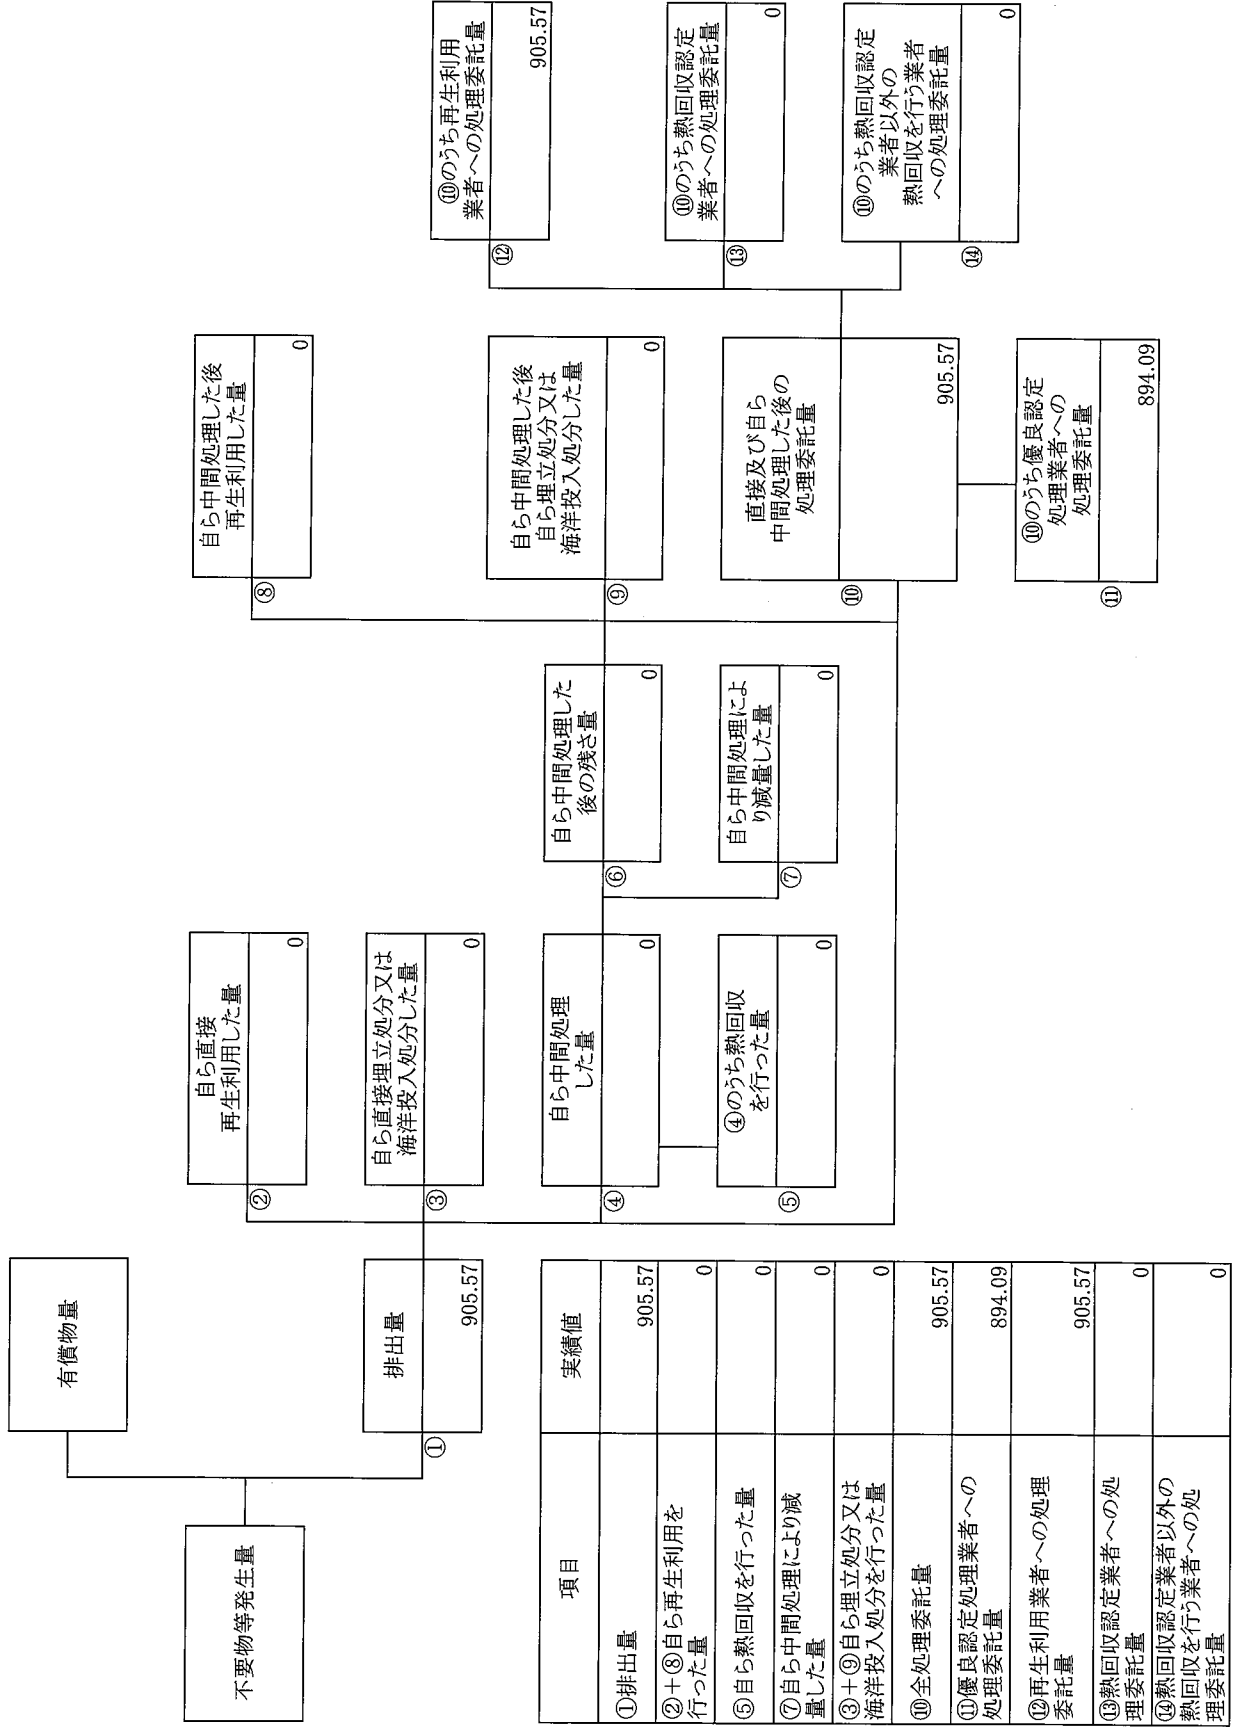 不要物等発生量
有償物量
排出量
①
905.57
自ら直接
再生利用した量
②
0
自ら直接埋立処分又は
海洋投入処分した量
③
0
自ら中間処理
した量
④
0
④のうち熱回収
を行った量
⑤
0
自ら中間処理した
後の残さ量
⑥
0
自ら中間処理によ
り減量した量
⑦
0
自ら中間処理した後
再生利用した量
⑧
0
自ら中間処理した後
自ら埋立処分又は
海洋投入処分した量
⑨
0
直接及び自ら
中間処理した後の
処理委託量
⑩
905.57
⑩のうち優良認定
処理業者への
処理委託量
⑪
894.09
⑩のうち再生利用
業者への処理委託量
⑫
905.57
⑩のうち熱回収認定
業者への処理委託量
⑬
0
⑩のうち熱回収認定
業者以外の
熱回収を行う業者
への処理委託量
⑭
0
項目 実績値
①排出量 905.57
②+⑧自ら再生利用を
行った量 0
⑤自ら熱回収を行った量 0
⑦自ら中間処理により減
量した量 0
③+⑨自ら埋立処分又は
海洋投入処分を行った量 0
⑩全処理委託量 905.57
⑪優良認定処理業者への
処理委託量 894.09
⑫再生利用業者への処理
委託量 905.57
⑬熱回収認定業者への処
理委託量 0
⑭熱回収認定業者以外の
熱回収を行う業者への処
理委託量 0